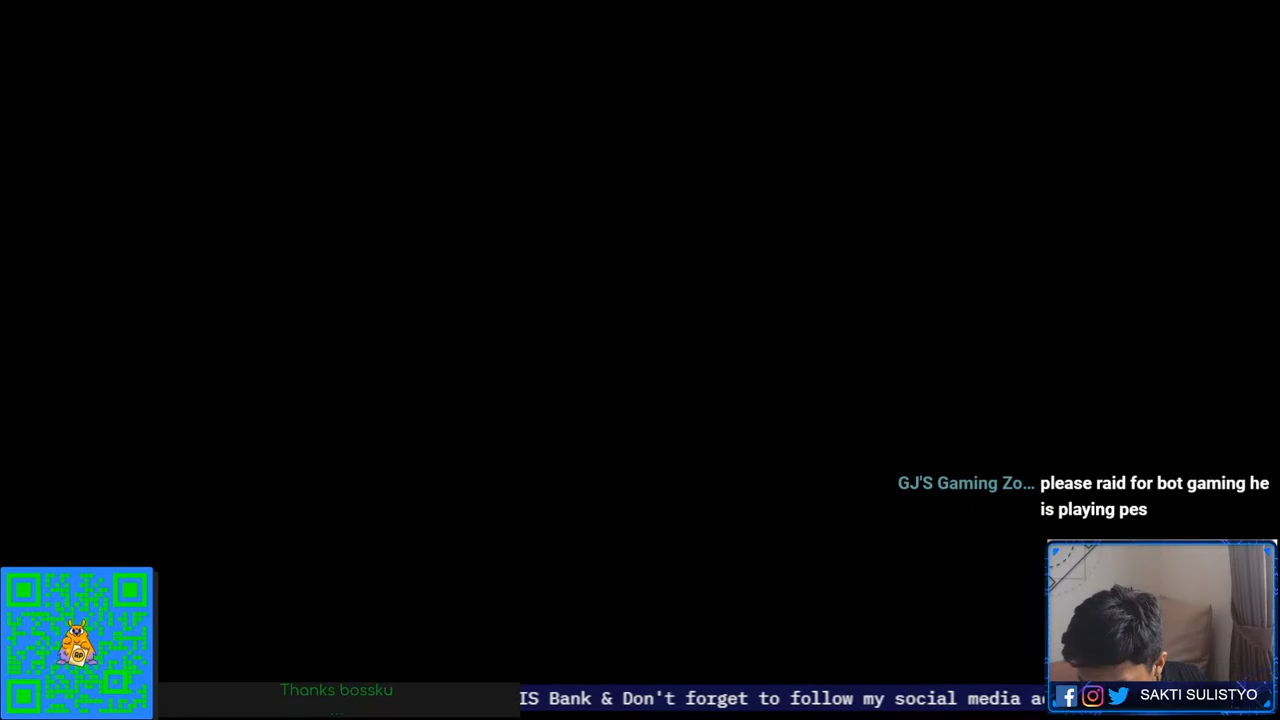 GJ'S Gaming Zo... please raid for bot gaming he
is playing pes
RP
Thanks bossku
...
IS Bank & Don't forget to follow my social media a
SAKTI SULISTYO